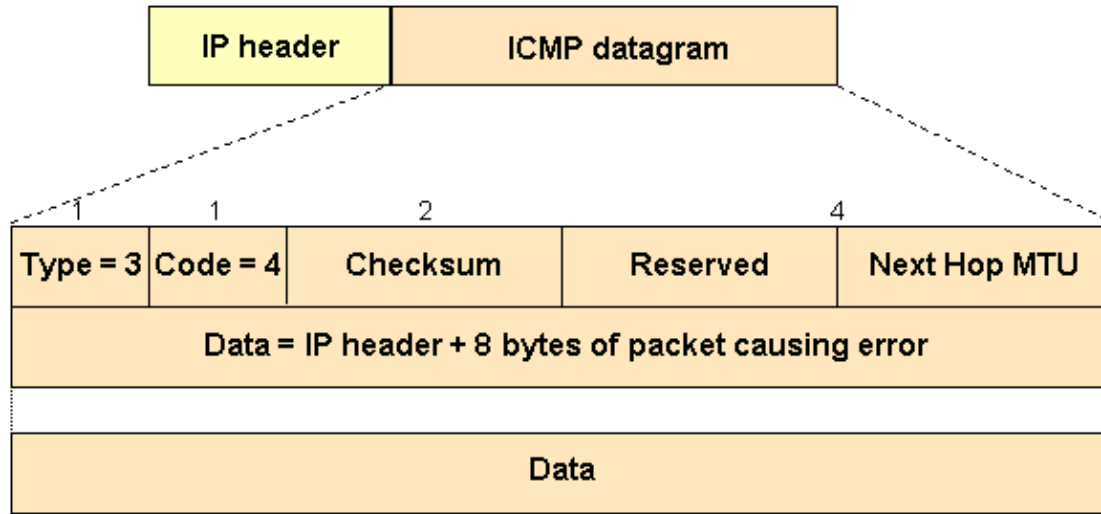 IP header ICMP datagram
1 1 2 4
Type = 3 Code = 4 Checksum Reserved Next Hop MTU
Data = IP header + 8 bytes of packet causing error
Data